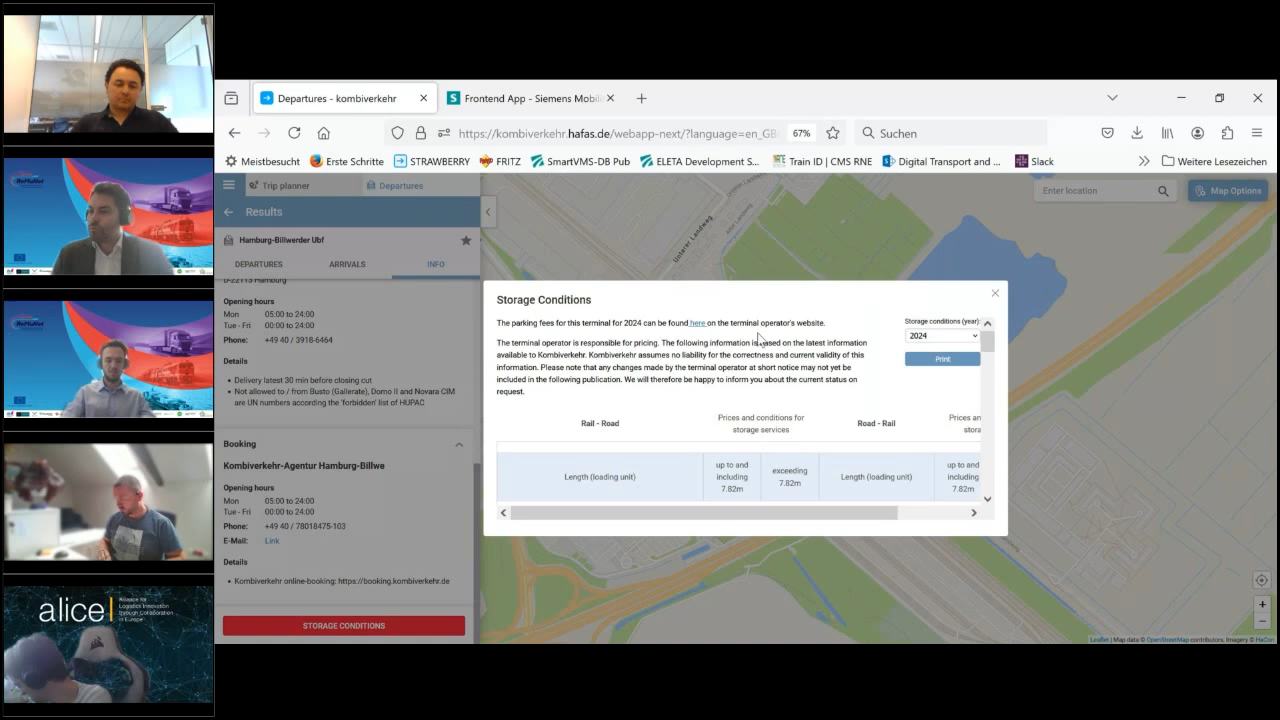 Departures - kombiverkehr
Frontend App - Siemens Mobili
https://kombiverkehr.hafas.de/webapp-next/?language=en_GB
67%
Suchen
Meistbesucht
Erste Schritte
STRAWBERRY
FRITZ
SmartVMS-DB Pub
ELETA Development S...
Train ID | CMS RNE
Digital Transport and ...
Slack
Weitere Lesezeichen
Trip planner
Departures
Results
Hamburg-Billwerder Ubf
DEPARTURES
ARRIVALS
INFO
D-22113 Hamburg
Opening hours
Mon 05:00 to 24:00
Tue - Fri 00:00 to 24:00
Phone: +49 40 / 3918-6464
Details
• Delivery latest 30 min before closing cut
• Not allowed to / from Busto (Gallerate), Domo II and Novara CIM
are UN numbers according the 'forbidden' list of HUPAC
Booking
Kombiverkehr-Agentur Hamburg-Billwe
Opening hours
Mon 05:00 to 24:00
Tue - Fri 00:00 to 24:00
Phone: +49 40 / 78018475-103
E-Mail: Link
Details
• Kombiverkehr online-booking: https://booking.kombiverkehr.de
STORAGE CONDITIONS
Enter location
Map Options
Unterer Landweg
Storage Conditions
The parking fees for this terminal for 2024 can be found here on the terminal operator's website.
The terminal operator is responsible for pricing. The following information is based on the latest information
available to Kombiverkehr. Kombiverkehr assumes no liability for the correctness and current validity of this
information. Please note that any changes made by the terminal operator at short notice may not yet be
included in the following publication. We will therefore be happy to inform you about the current status on
request.
Storage conditions (year):
2024
Print
Rail - Road
Prices and conditions for
storage services
Road - Rail
Prices an
stora
Length (loading unit)
up to and
including
7.82m
exceeding
7.82m
Length (loading unit)
up to and
including
7.82m
+
−
Leaflet | Map data © OpenStreetMap contributors, Imagery © HaCon
alice
Alliance for
Logistics Innovation
through Collaboration
in Europe